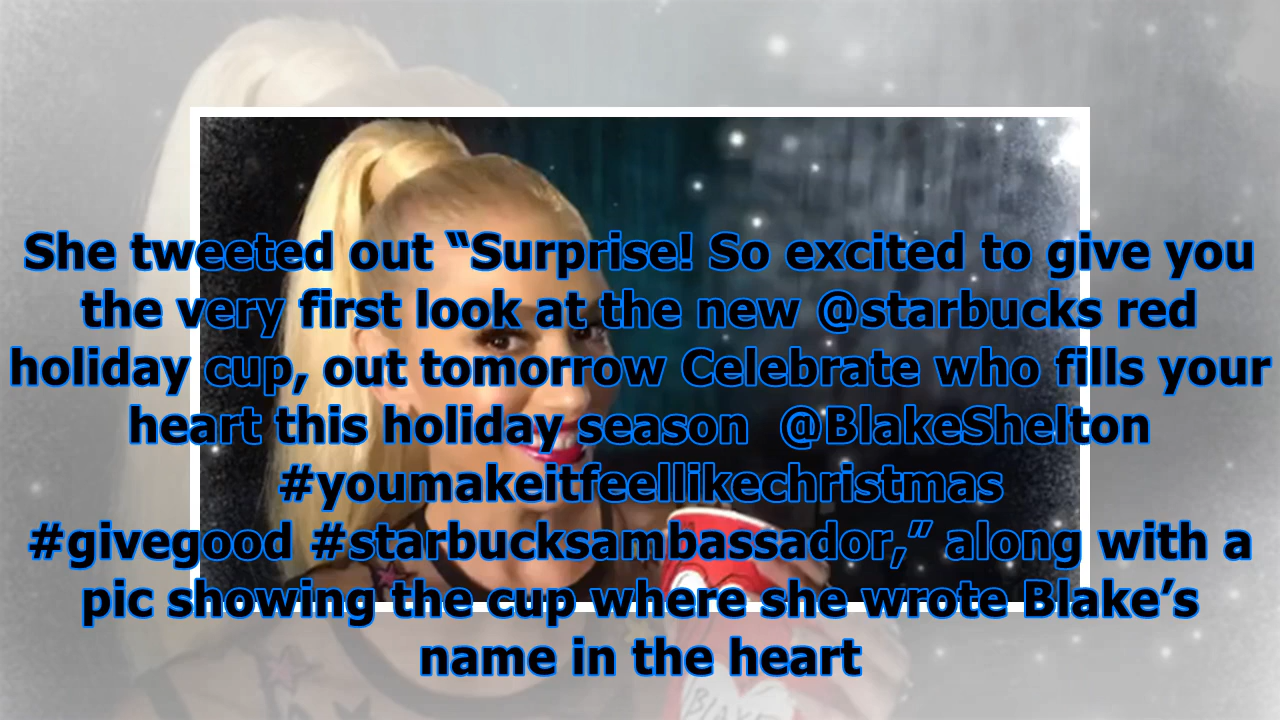 She tweeted out “Surprise! So excited to give you
the very first look at the new @starbucks red
holiday cup, out tomorrow Celebrate who fills your
heart this holiday season  @BlakeShelton
#youmakeitfeellikechristmas
#givegood #starbucksambassador,” along with a
pic showing the cup where she wrote Blake’s
name in the heart
BLAKE